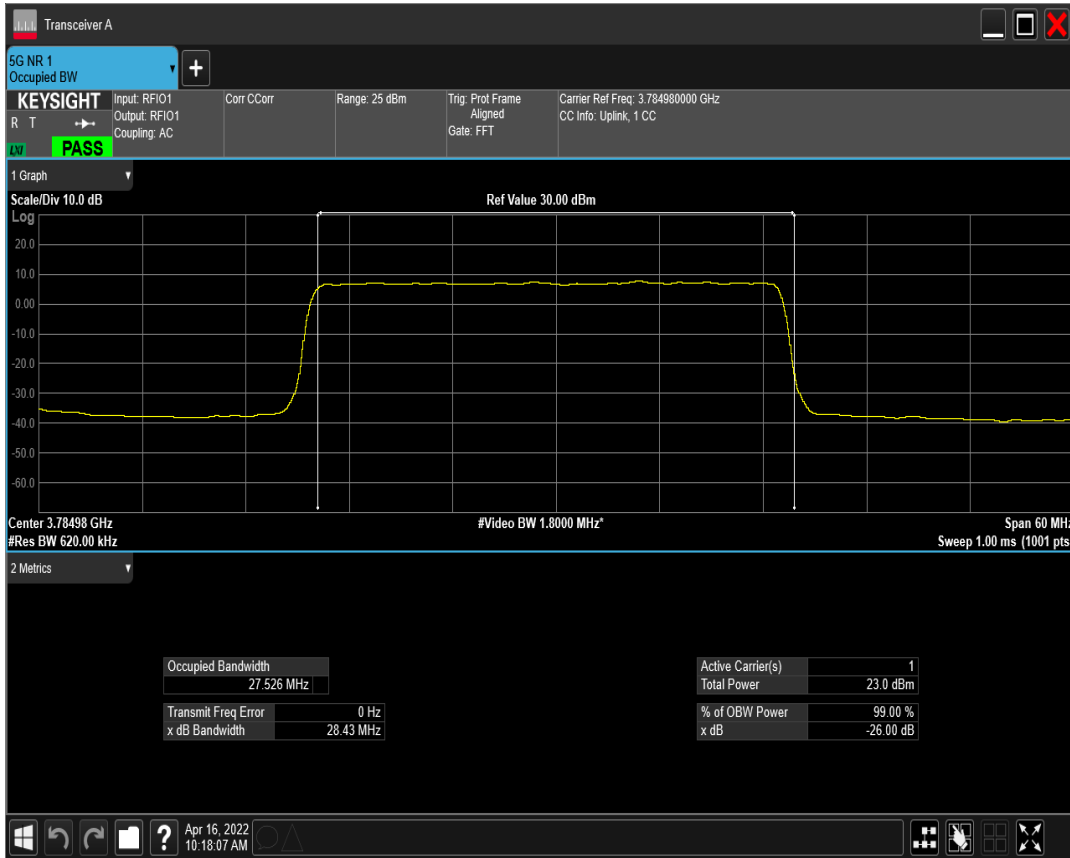 Transceiver A
5G NR 1
Occupied BW
KEYSIGHT
R T
LXI
PASS
Input: RFIO1
Output: RFIO1
Coupling: AC
Corr CCorr
Range: 25 dBm
Trig: Prot Frame
Aligned
Gate: FFT
Carrier Ref Freq: 3.784980000 GHz
CC Info: Uplink, 1 CC
1 Graph
Scale/Div 10.0 dB
Ref Value 30.00 dBm
Log
20.0
10.0
0.00
-10.0
-20.0
-30.0
-40.0
-50.0
-60.0
Center 3.78498 GHz
#Video BW 1.8000 MHz*
Span 60 MHz
#Res BW 620.00 kHz
Sweep 1.00 ms (1001 pts
2 Metrics
Occupied Bandwidth
27.526 MHz
Transmit Freq Error 0 Hz
x dB Bandwidth 28.43 MHz
Active Carrier(s) 1
Total Power 23.0 dBm
% of OBW Power 99.00 %
x dB -26.00 dB
?
Apr 16, 2022
10:18:07 AM